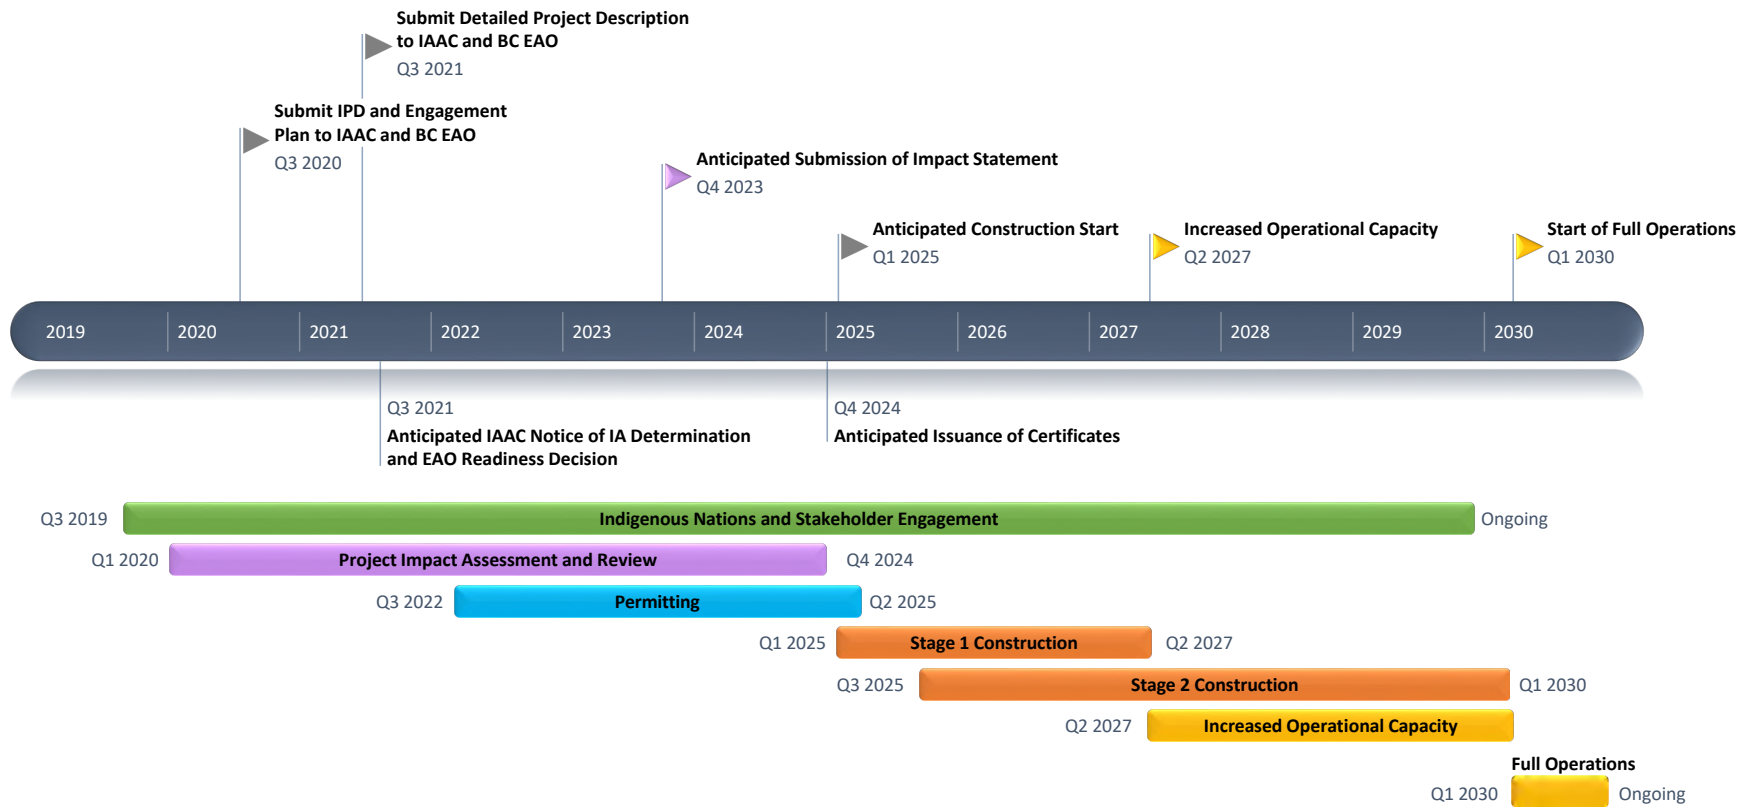 Submit Detailed Project Description
to IAAC and BC EAO
Q3 2021
Submit IPD and Engagement
Plan to IAAC and BC EAO
Q3 2020
Anticipated Submission of Impact Statement
Q4 2023
Anticipated Construction Start
Q1 2025
Increased Operational Capacity
Q2 2027
Start of Full Operations
Q1 2030
2019 2020 2021 2022 2023 2024 2025 2026 2027 2028 2029 2030
Q3 2021
Anticipated IAAC Notice of IA Determination
and EAO Readiness Decision
Q4 2024
Anticipated Issuance of Certificates
Q3 2019 Indigenous Nations and Stakeholder Engagement Ongoing
Q1 2020 Project Impact Assessment and Review Q4 2024
Q3 2022 Permitting Q2 2025
Q1 2025 Stage 1 Construction Q2 2027
Q3 2025 Stage 2 Construction Q1 2030
Q2 2027 Increased Operational Capacity
Full Operations
Q1 2030 Ongoing